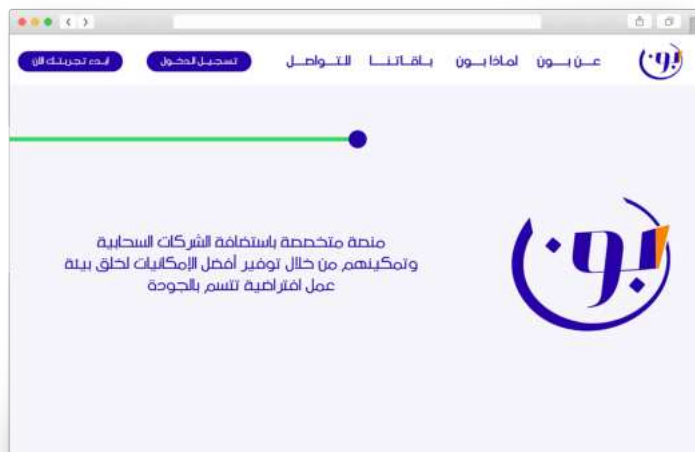 بون
عن بون
لماذا بون
باقاتنا
للتواصل
تسجيل الدخول
ابدء تجربتك الآن
بون
منصة متخصصة باستضافة الشركات السحابية
وتمكينهم من خلال توفير أفضل الإمكانيات لخلق بيئة
عمل افتراضية تتسم بالجودة